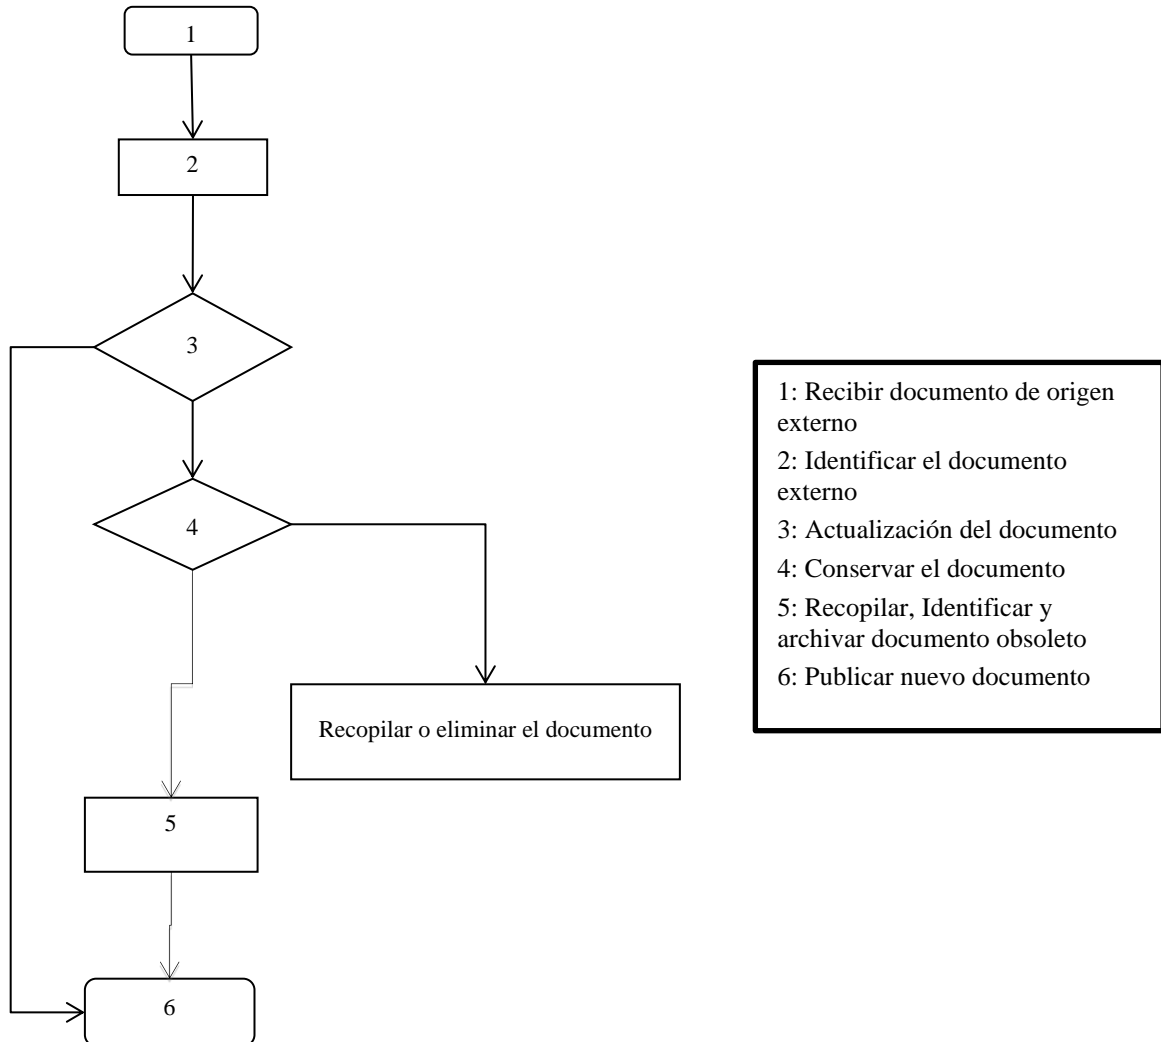 1
2
3
4
Recopilar o eliminar el documento
5
6
1: Recibir documento de origen
externo
2: Identificar el documento
externo
3: Actualización del documento
4: Conservar el documento
5: Recopilar, Identificar y
archivar documento obsoleto
6: Publicar nuevo documento